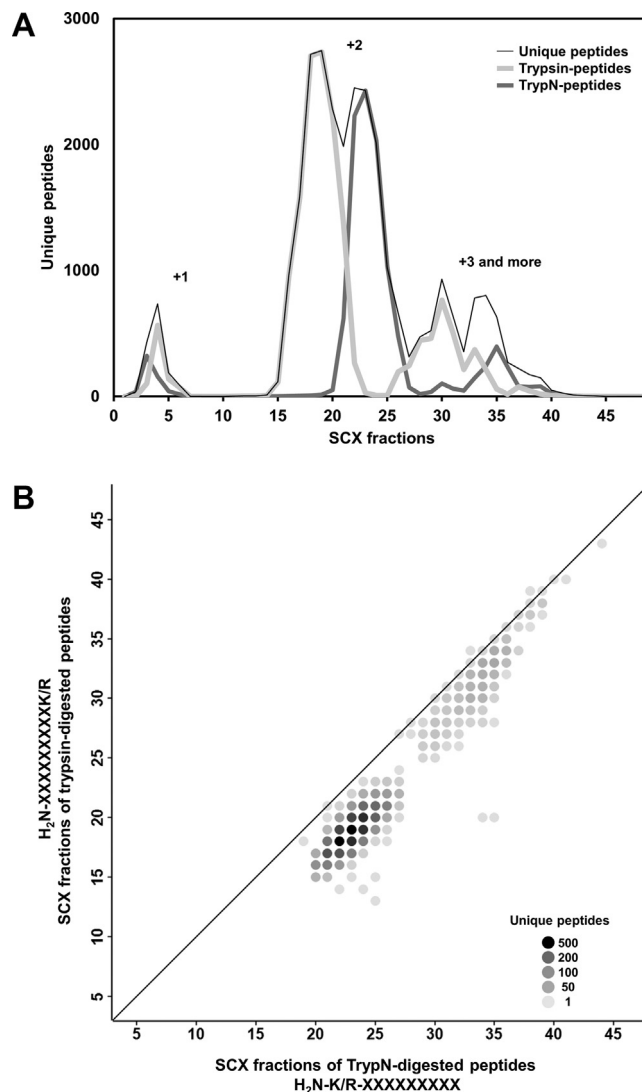 A
+2
Unique peptides
Trypsin-peptides
TrypN-peptides
+1
+3 and more
3000
2000
1000
0
Unique peptides
0 5 10 15 20 25 30 35 40 45
SCX fractions
B
H₂N-XXXXXXXXXK/R
SCX fractions of trypsin-digested peptides
45
40
35
30
25
20
15
10
5
Unique peptides
500
200
100
50
1
5 10 15 20 25 30 35 40 45
SCX fractions of TrypN-digested peptides
H₂N-K/R-XXXXXXXXX